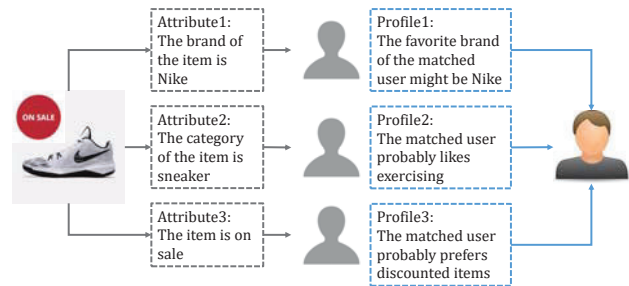 ON SALE
Attribute1:
The brand of
the item is
Nike
Profile1:
The favorite brand
of the matched
user might be Nike
Attribute2:
The category
of the item is
sneaker
Profile2:
The matched user
probably likes
exercising
Attribute3:
The item is on
sale
Profile3:
The matched user
probably prefers
discounted items